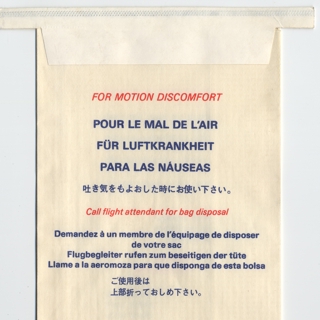 FOR MOTION DISCOMFORT
POUR LE MAL DE L'AIR
FÜR LUFTKRANKHEIT
PARA LAS NÁUSEAS
吐き気をもよおした時にお使い下さい。
Call flight attendant for bag disposal
Demandez à un membre de l'équipage de disposer
de votre sac
Flugbegleiter rufen zum beseitigen der tüte
Llame a la aeromoza para que disponga de esta bolsa
ご使用後は
上部折っておしめ下さい。